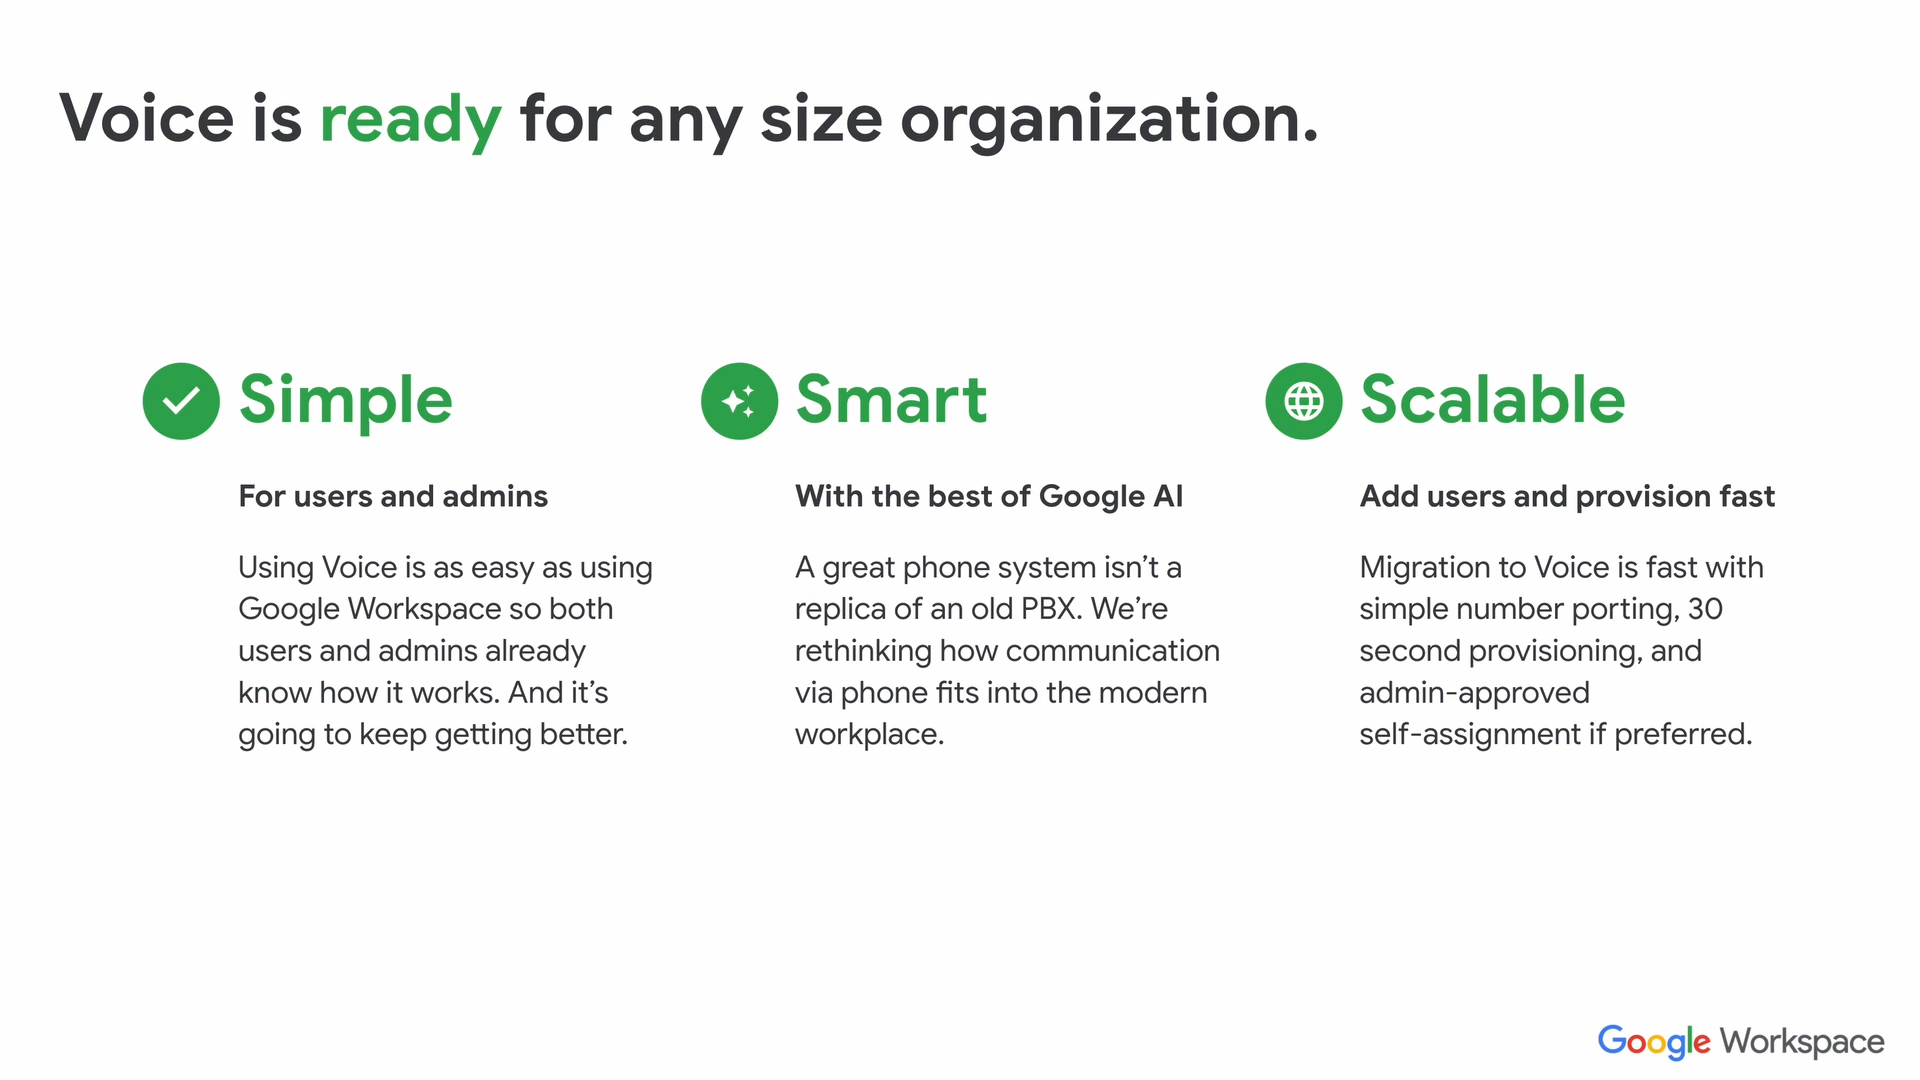 Voice is ready for any size organization.
Simple
For users and admins
Using Voice is as easy as using
Google Workspace so both
users and admins already
know how it works. And it’s
going to keep getting better.
Smart
With the best of Google AI
A great phone system isn’t a
replica of an old PBX. We’re
rethinking how communication
via phone fits into the modern
workplace.
Scalable
Add users and provision fast
Migration to Voice is fast with
simple number porting, 30
second provisioning, and
admin-approved
self-assignment if preferred.
Google Workspace